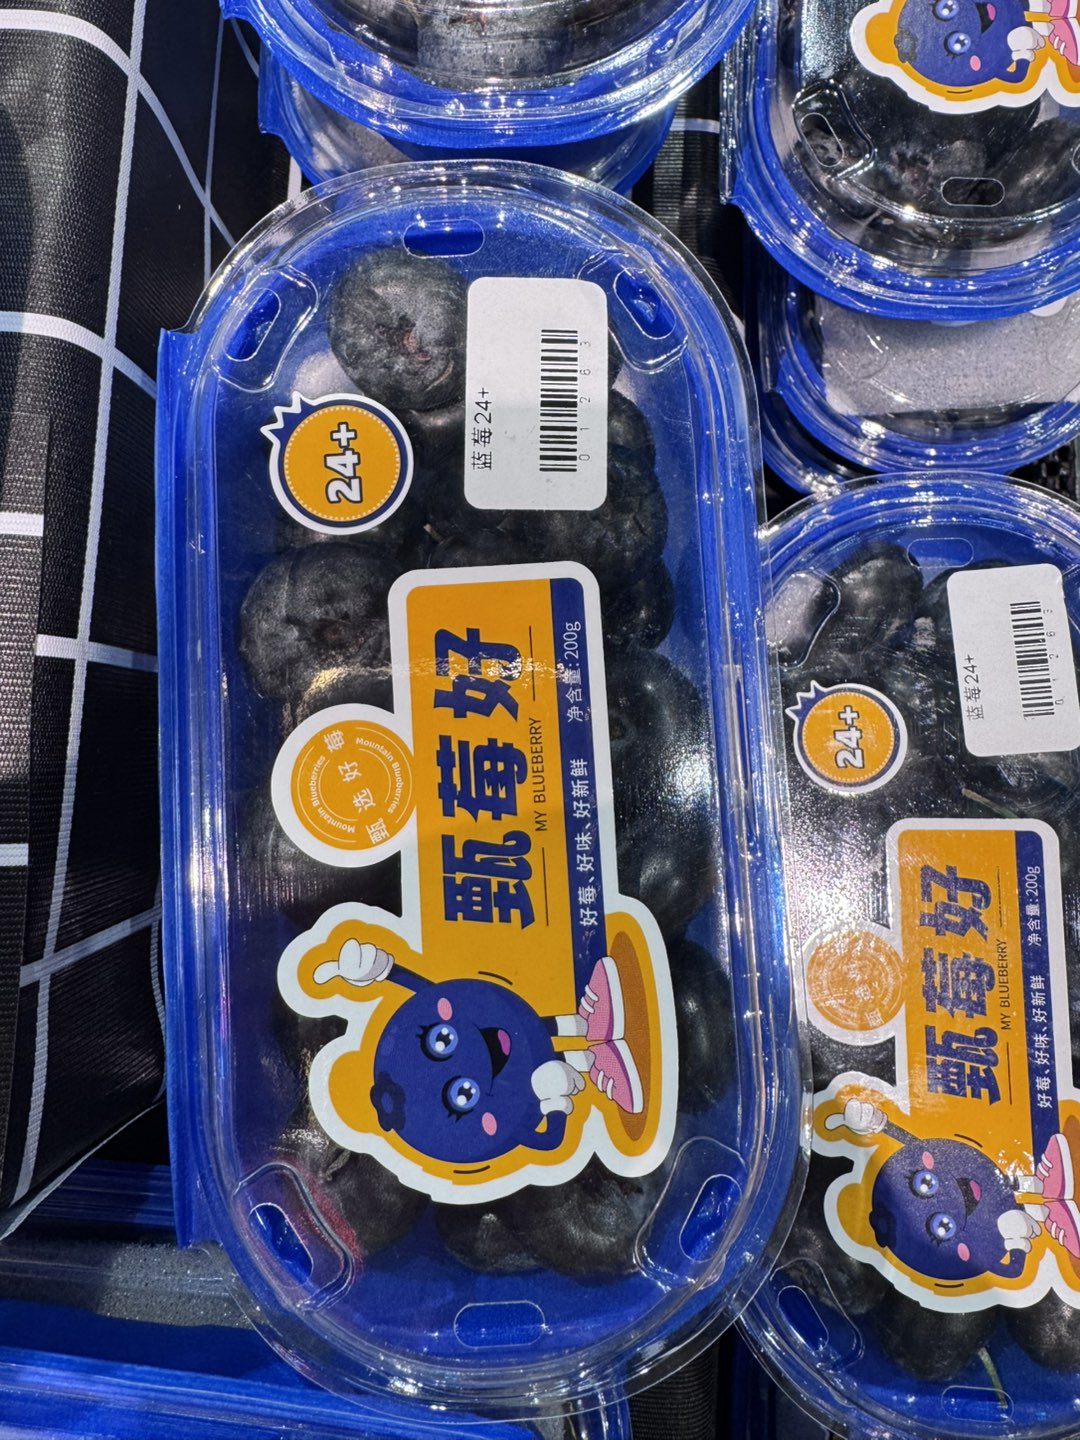 蓝莓24+
01263
24+
甄莓好
MY BLUEBERRY
好莓、好味、好新鲜 净含量:200g
甄选好莓
Mountain Blueberries
Mountain Blueberries
蓝莓24+
01263
24+
甄莓好
MY BLUEBERRY
好莓、好味、好新鲜 净含量:200g